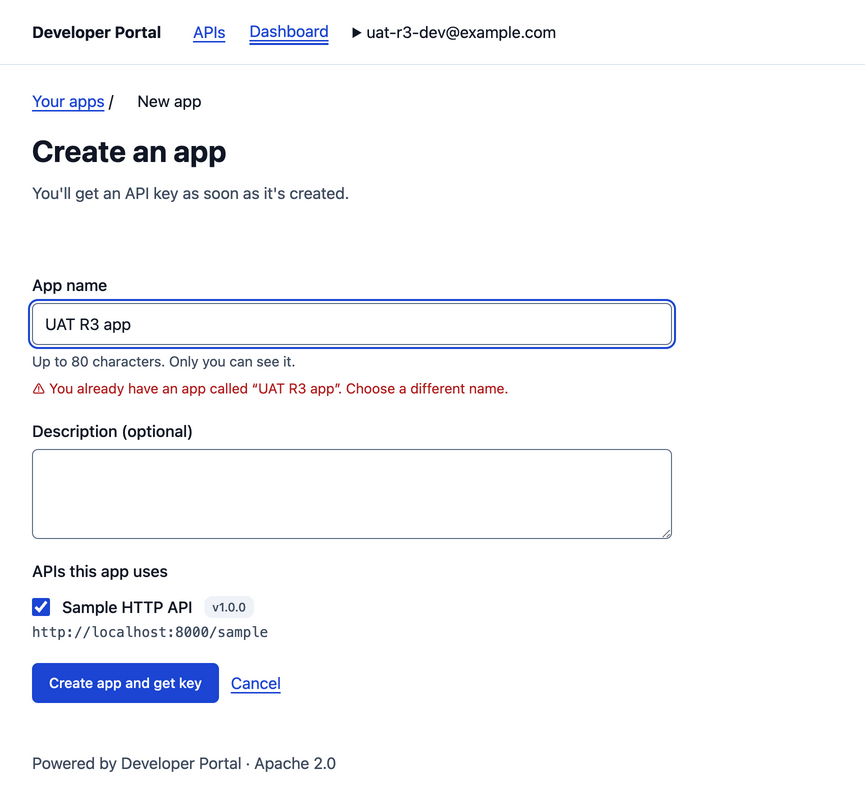 Developer Portal APIs Dashboard ▶ uat-r3-dev@example.com
Your apps / New app
Create an app
You'll get an API key as soon as it's created.
App name
UAT R3 app
Up to 80 characters. Only you can see it.
⚠ You already have an app called “UAT R3 app”. Choose a different name.
Description (optional)
APIs this app uses
Sample HTTP API v1.0.0
http://localhost:8000/sample
Create app and get key Cancel
Powered by Developer Portal · Apache 2.0